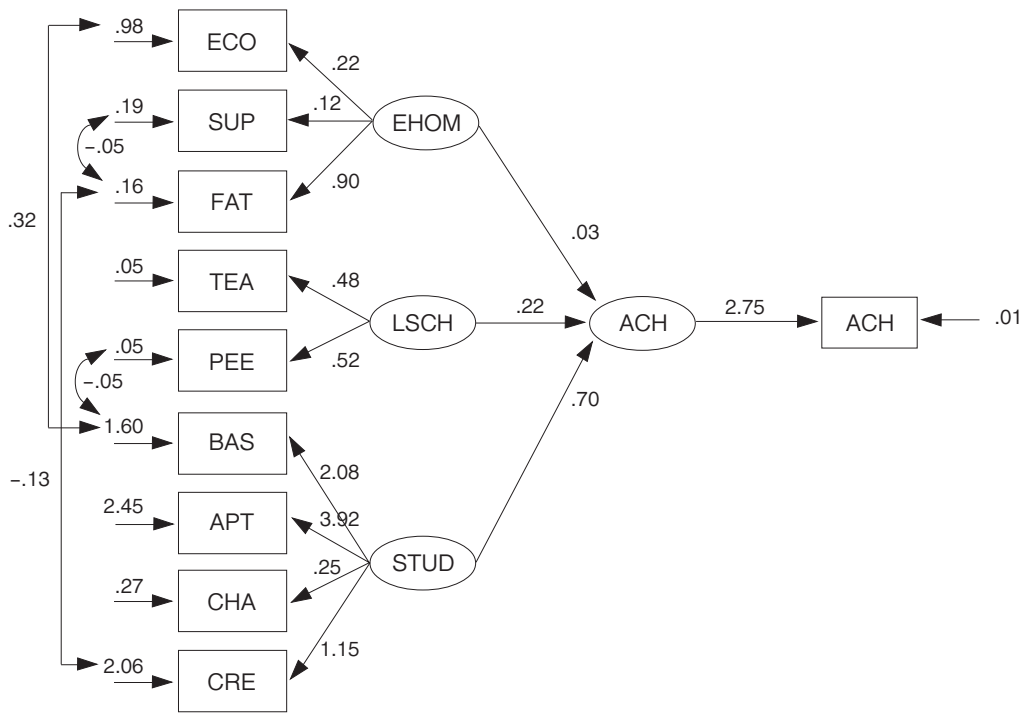 .98
ECO
.22
.19
SUP
.12
EHOM
−.05
.16
FAT
.90
.32
.03
.05
TEA
.48
LSCH
.22
ACH
2.75
ACH
.01
.05
PEE
.52
−.05
.70
1.60
BAS
2.08
−.13
2.45
APT
3.92
STUD
.27
CHA
.25
2.06
CRE
1.15